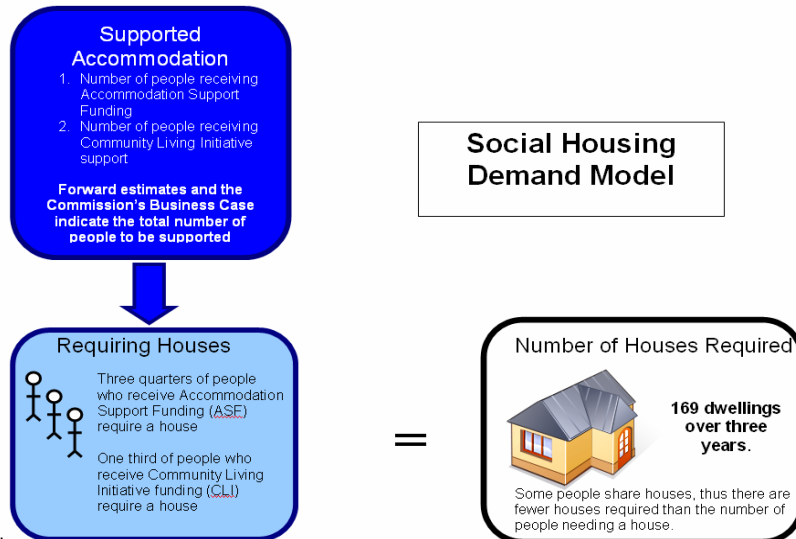 Supported
Accommodation
1. Number of people receiving
Accommodation Support
Funding
2. Number of people receiving
Community Living Initiative
support
Forward estimates and the
Commission's Business Case
indicate the total number of
people to be supported
Social Housing
Demand Model
Requiring Houses
Three quarters of people
who receive Accommodation
Support Funding (ASF)
require a house
One third of people who
receive Community Living
Initiative funding (CLI)
require a house
=
Number of Houses Required
169 dwellings
over three
years.
Some people share houses, thus there are
fewer houses required than the number of
people needing a house.